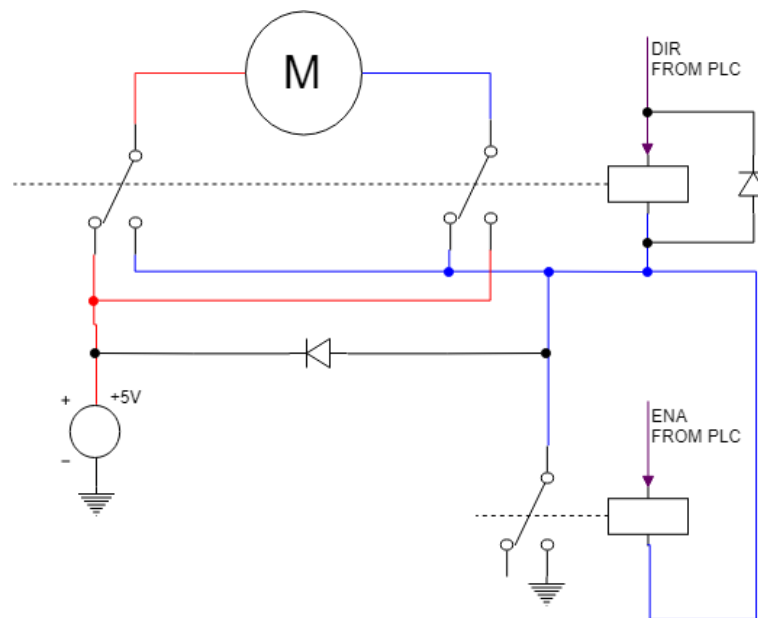 M
DIR
FROM PLC
+
+5V
−
ENA
FROM PLC